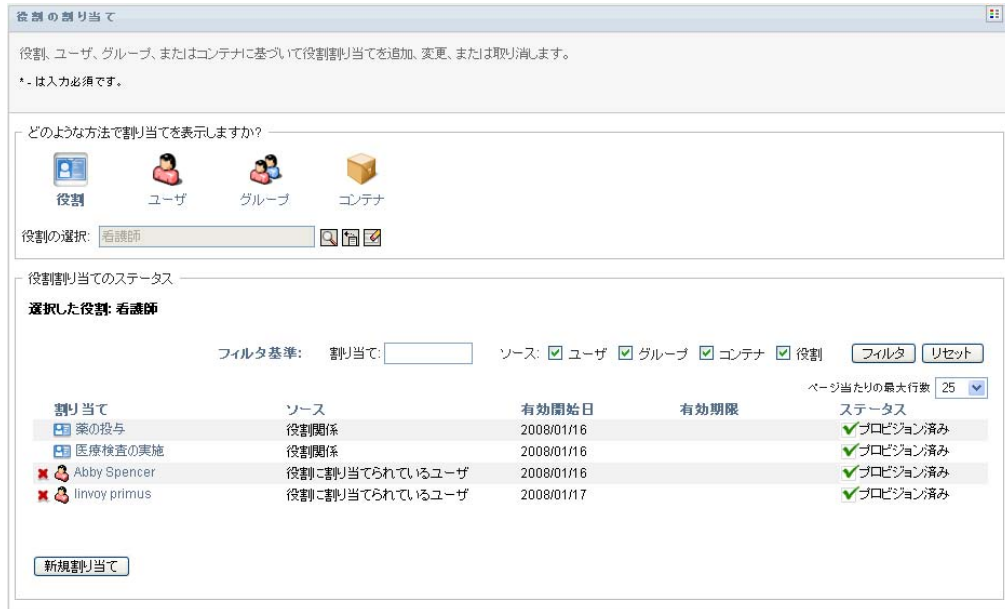 役割の割り当て
役割、ユーザ、グループ、またはコンテナに基づいて役割割り当てを追加、変更、または取り消します。
* - は入力必須です。
どのような方法で割り当てを表示しますか?
役割 ユーザ グループ コンテナ
役割の選択: 看護師
役割割り当てのステータス
選択した役割: 看護師
フィルタ基準: 割り当て: ソース: ユーザ グループ コンテナ 役割 フィルタ リセット
ページ当たりの最大行数 25
割り当て ソース 有効開始日 有効期限 ステータス
薬の投与 役割関係 2008/01/16 プロビジョン済み
医療検査の実施 役割関係 2008/01/16 プロビジョン済み
Abby Spencer 役割に割り当てられているユーザ 2008/01/16 プロビジョン済み
linvoy primus 役割に割り当てられているユーザ 2008/01/17 プロビジョン済み
新規割り当て